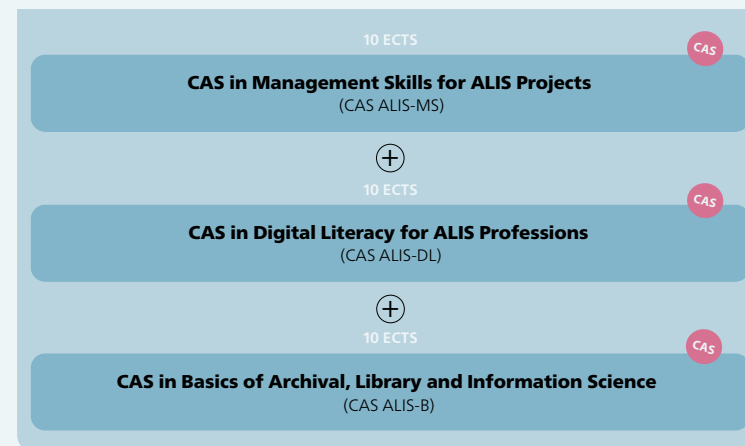 10 ECTS
CAS
CAS in Management Skills for ALIS Projects
(CAS ALIS-MS)
+
10 ECTS
CAS
CAS in Digital Literacy for ALIS Professions
(CAS ALIS-DL)
+
10 ECTS
CAS
CAS in Basics of Archival, Library and Information Science
(CAS ALIS-B)